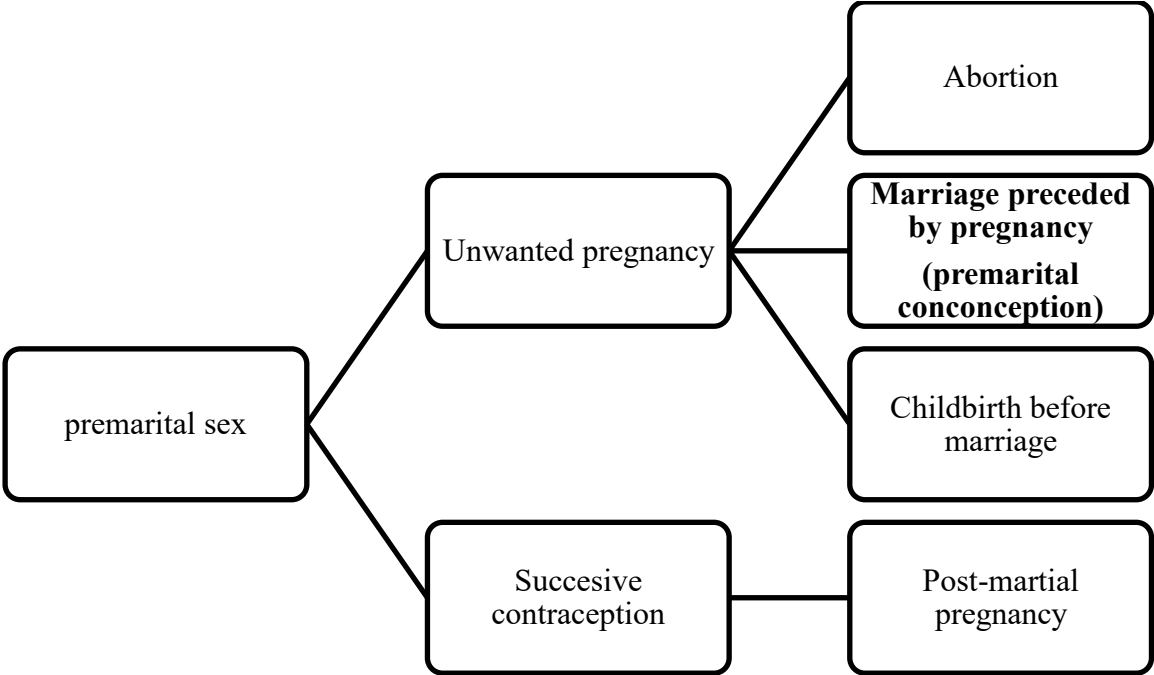 Abortion
Marriage preceded
by pregnancy
(premarital
conconception)
Unwanted pregnancy
premarital sex
Childbirth before
marriage
Succesive
contraception
Post-martial
pregnancy